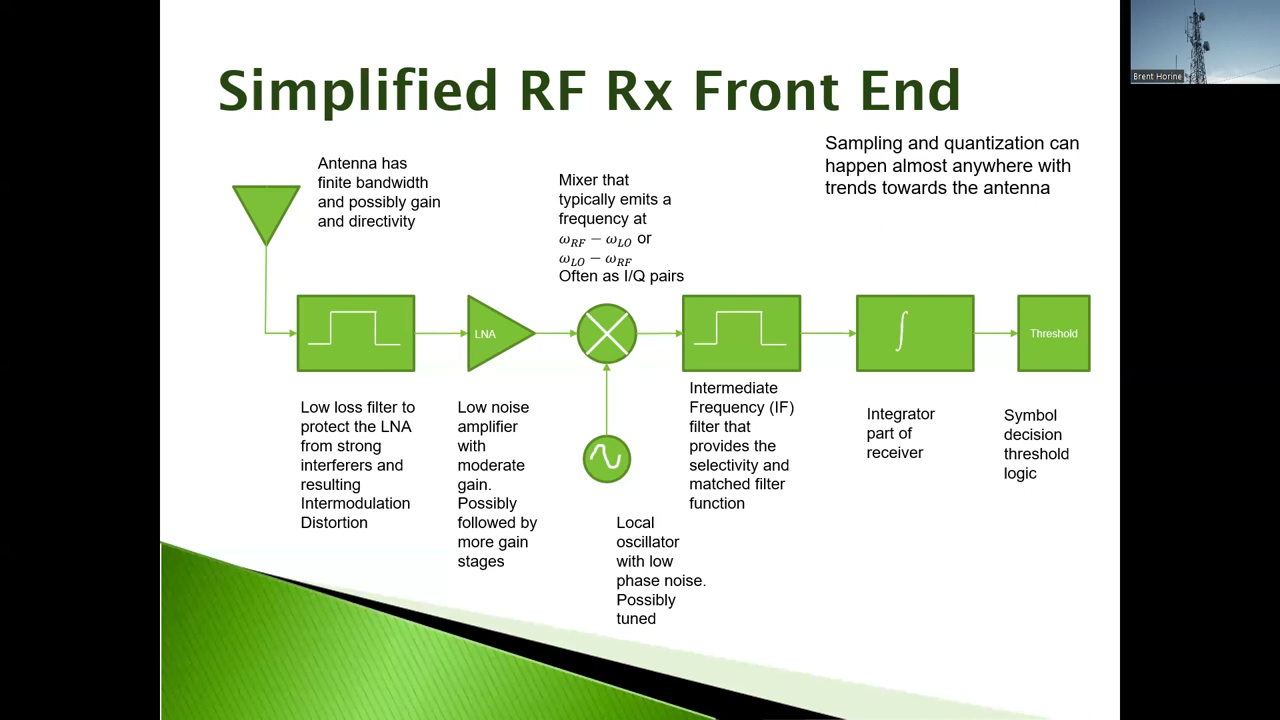 Simplified RF Rx Front End
Brent Horine
Sampling and quantization can
happen almost anywhere with
trends towards the antenna
Antenna has
finite bandwidth
and possibly gain
and directivity
Mixer that
typically emits a
frequency at
𝜔𝑅𝐹 − 𝜔𝐿𝑂 or
𝜔𝐿𝑂 − 𝜔𝑅𝐹
Often as I/Q pairs
LNA
∫
Threshold
Low loss filter to
protect the LNA
from strong
interferers and
resulting
Intermodulation
Distortion
Low noise
amplifier
with
moderate
gain.
Possibly
followed by
more gain
stages
Local
oscillator
with low
phase noise.
Possibly
tuned
Intermediate
Frequency (IF)
filter that
provides the
selectivity and
matched filter
function
Integrator
part of
receiver
Symbol
decision
threshold
logic